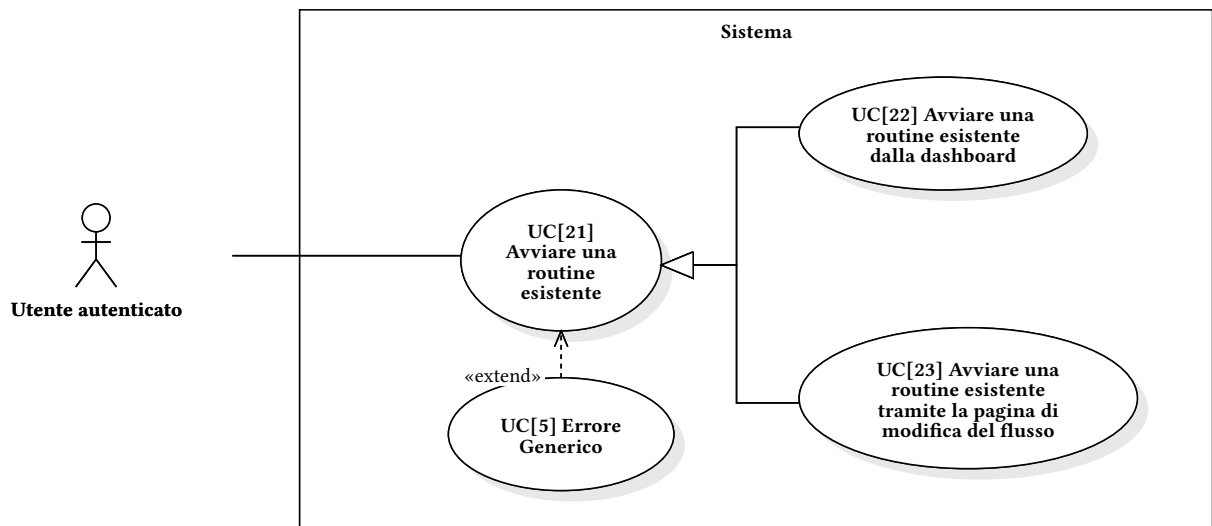 Sistema
UC[22] Avviare una
routine esistente
dalla dashboard
UC[21]
Avviare una
routine
esistente
Utente autenticato
«extend»
UC[23] Avviare una
routine esistente
tramite la pagina di
modifica del flusso
UC[5] Errore
Generico